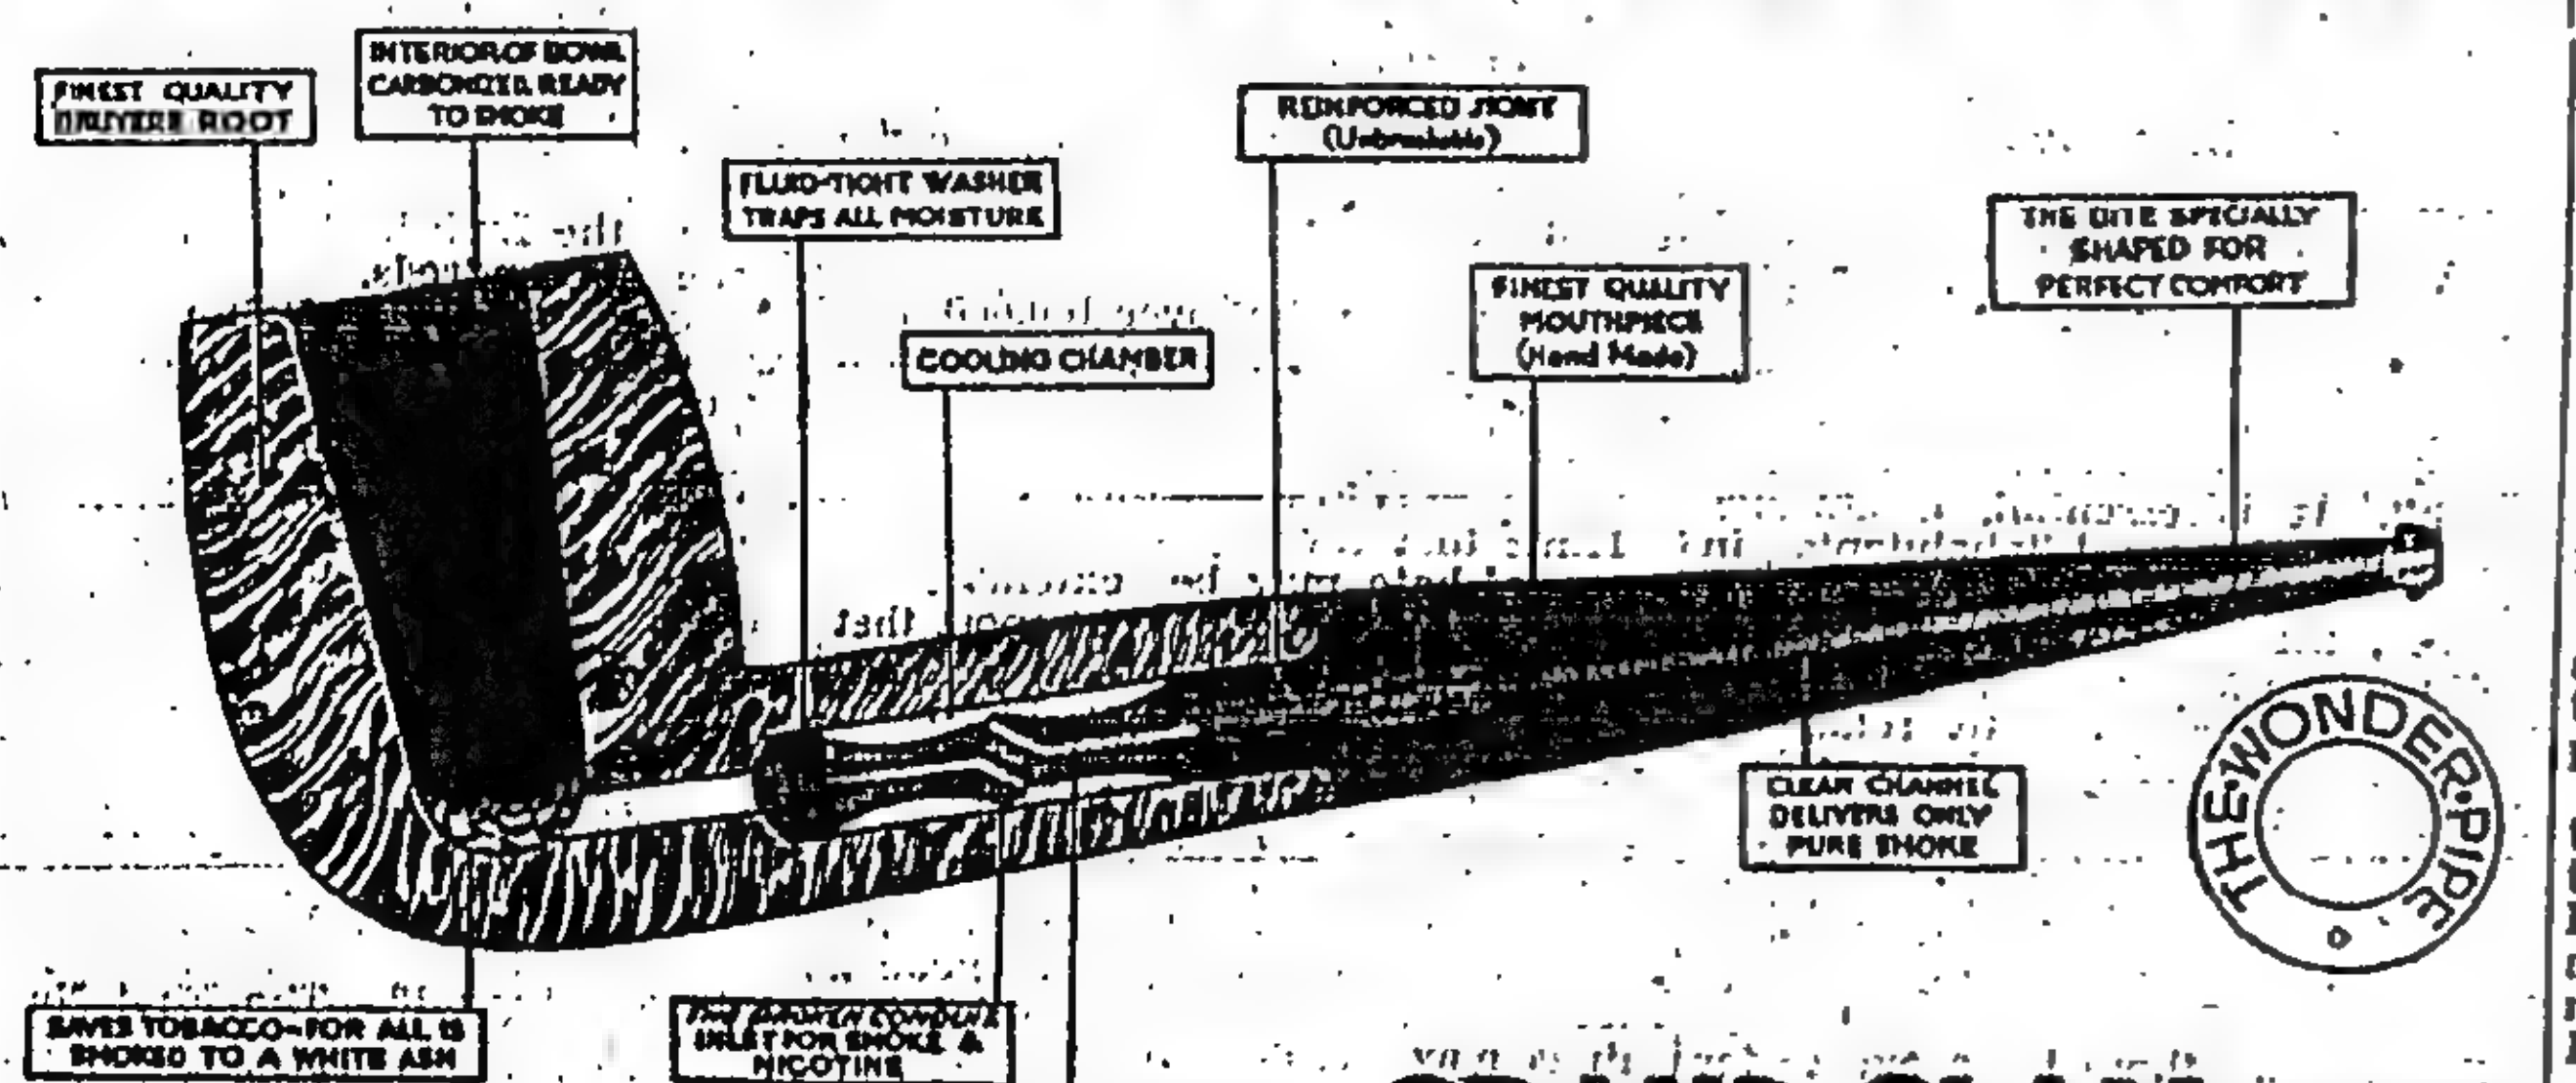 FINEST QUALITY
BRUYERE ROOT
INTERIOR OF BOWL
CARBONIZED READY
TO SMOKE
FLUID-TIGHT WASHER
TRAPS ALL MOISTURE
COOLING CHAMBER
REINFORCED JOINT
(Unbreakable)
FINEST QUALITY
MOUTHPIECE
(Hand Made)
THE BITE SPECIALLY
SHAPED FOR
PERFECT COMFORT
CLEAR CHANNEL
DELIVERS ONLY
PURE SMOKE
THE·WONDER·PIPE
SAVES TOBACCO-FOR ALL IS
SMOKED TO A WHITE ASH
INLET FOR SMOKE &
NICOTINE